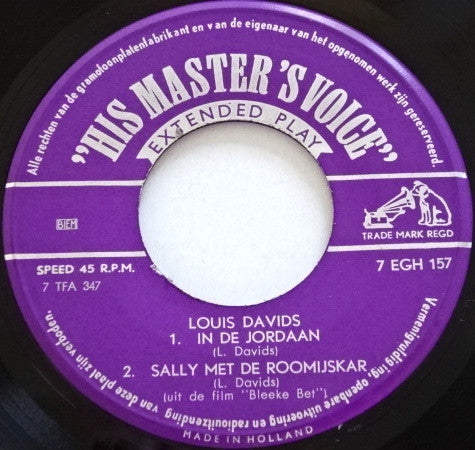 Alle rechten van de gramofoonplatenfabrikant en van de eigenaar van het opgenomen werk zijn gereserveerd.
"HIS MASTER'S VOICE"
EXTENDED PLAY
BIEM
TRADE MARK REGD
SPEED 45 R.P.M.
7 EGH 157
7 TFA 347
LOUIS DAVIDS
1. IN DE JORDAAN
(L. Davids)
2. SALLY MET DE ROOMIJSKAR
(L. Davids)
(uit de film "Bleeke Bet")
Vermenigvuldiging, openbare uitvoering en radiouitzending van deze plaat zijn verboden.
MADE IN HOLLAND